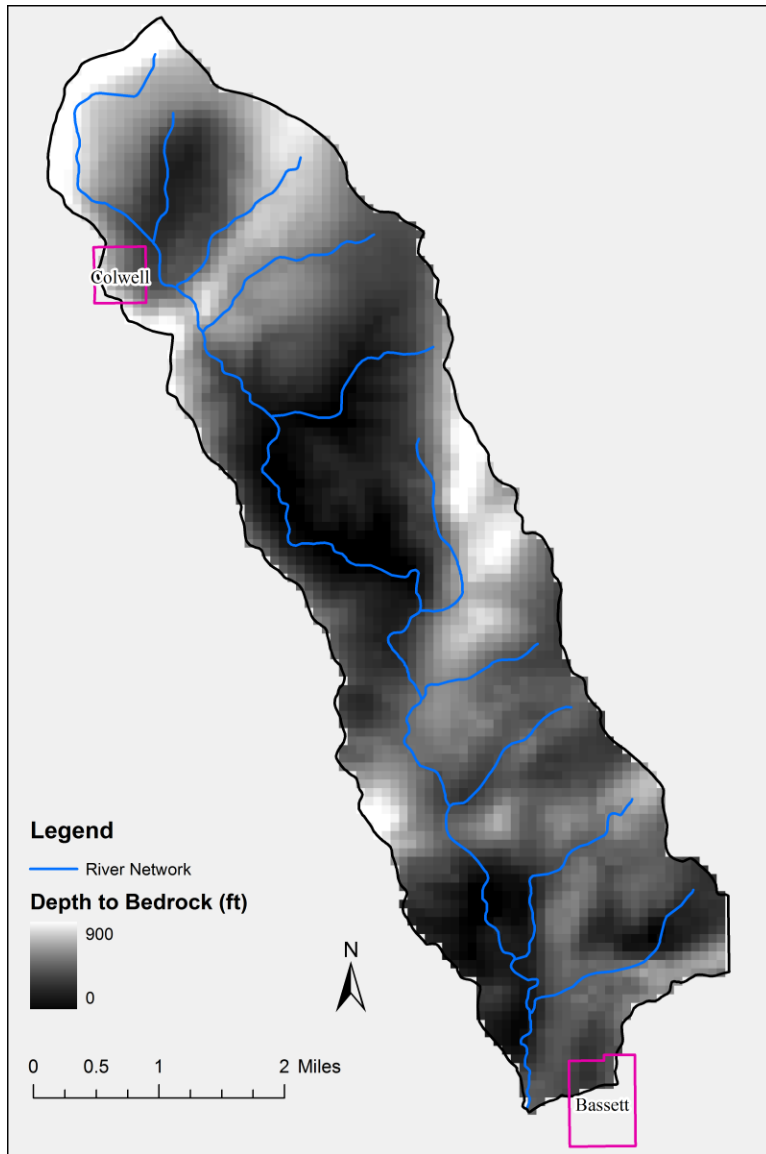 Colwell
Legend
River Network
Depth to Bedrock (ft)
900
0
N
0 0.5 1 2 Miles
Bassett